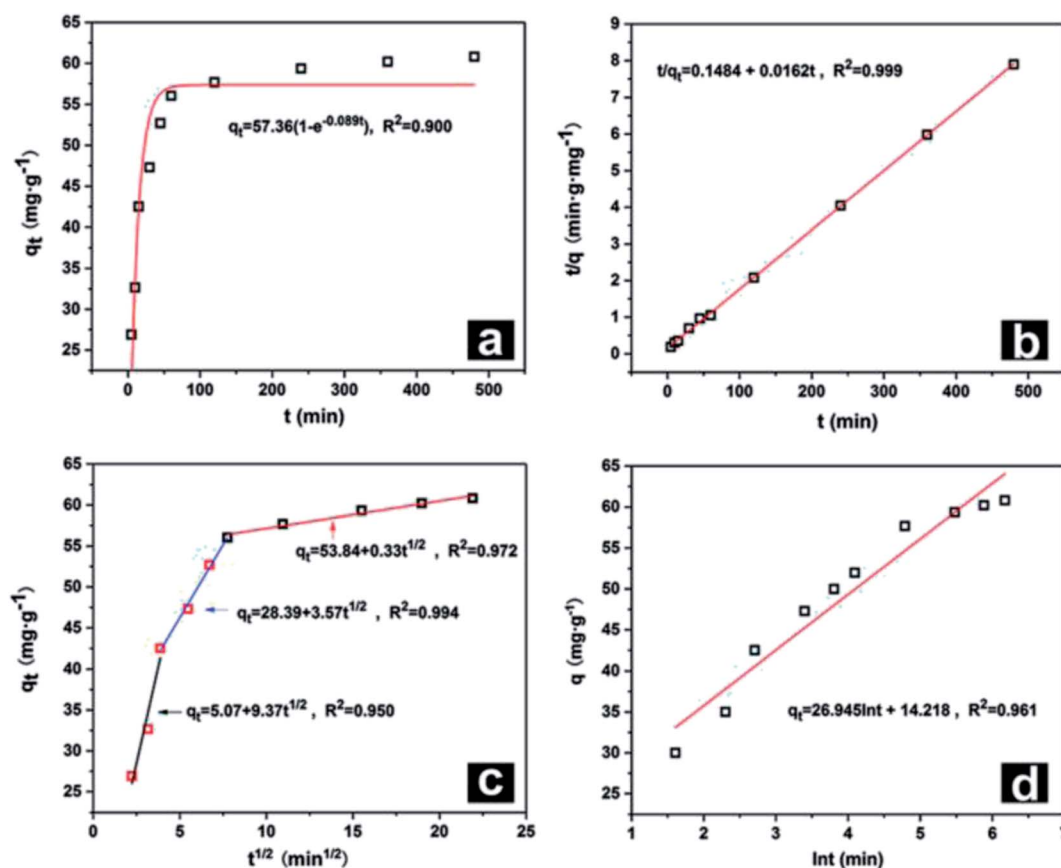 65
60
55
50
45
40
35
30
25
qt (mg·g⁻¹)
qt=57.36(1-e⁻⁰·⁰⁸⁹ᵗ), R²=0.900
a
0 100 200 300 400 500
t (min)
9
8
7
6
5
4
3
2
1
0
t/q (min·g·mg⁻¹)
t/qt=0.1484 + 0.0162t , R²=0.999
b
0 100 200 300 400 500
t (min)
65
60
55
50
45
40
35
30
25
qt (mg·g⁻¹)
qt=53.84+0.33t1/2 , R²=0.972
qt=28.39+3.57t1/2 , R²=0.994
qt=5.07+9.37t1/2 , R²=0.950
c
0 5 10 15 20 25
t1/2 (min1/2)
65
60
55
50
45
40
35
30
25
q (mg·g⁻¹)
qt=26.945lnt + 14.218 , R²=0.961
d
1 2 3 4 5 6 7
lnt (min)